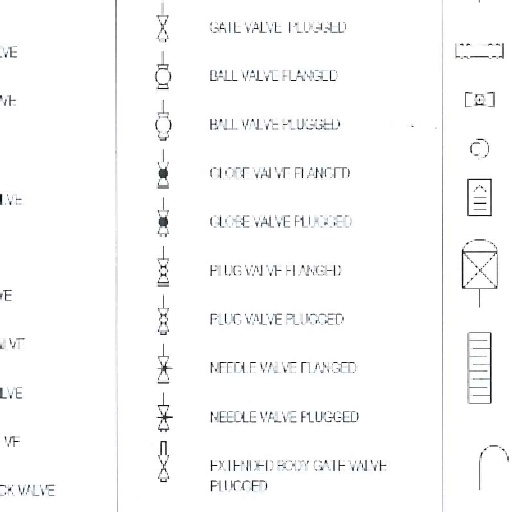 VE
VE
VE
VE
VE
LVE
VE
CK VALVE
GATE VALVE PLUGGED
BALL VALVE FLANGED
BALL VALVE PLUGGED
GLOBE VALVE FLANGED
GLOBE VALVE PLUGGED
PLUG VALVE FLANGED
PLUG VALVE PLUGGED
NEEDLE VALVE FLANGED
NEEDLE VALVE PLUGGED
EXTENDED BODY GATE VALVE
PLUGGED